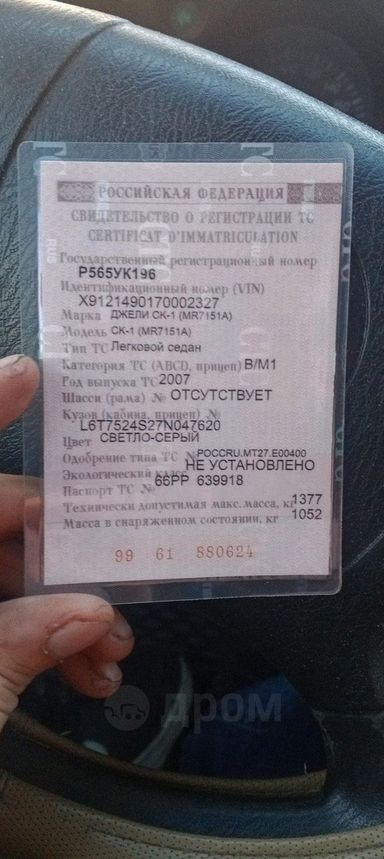 РОССИЙСКАЯ ФЕДЕРАЦИЯ
СВИДЕТЕЛЬСТВО О РЕГИСТРАЦИИ ТС
CERTIFICAT D'IMMATRICULATION
Государственный регистрационный номер
Р565УК196
Идентификационный номер (VIN)
X9121490170002327
Марка ДЖЕЛИ СК-1 (MR7151A)
Модель СК-1 (MR7151A)
Тип ТС Легковой седан
Категория ТС (ABCD, прицеп) B/M1
Год выпуска ТС 2007
Шасси (рама) № ОТСУТСТВУЕТ
Кузов (кабина, прицеп) №
L6T7524S27N047620
Цвет СВЕТЛО-СЕРЫЙ
Одобрение типа ТС № РОССRU.МТ27.Е00400
Экологический класс НЕ УСТАНОВЛЕНО
Паспорт ТС № 66РР 639918
Технически допустимая макс. масса, кг 1377
Масса в снаряженном состоянии, кг 1052
99 61 880624
дром